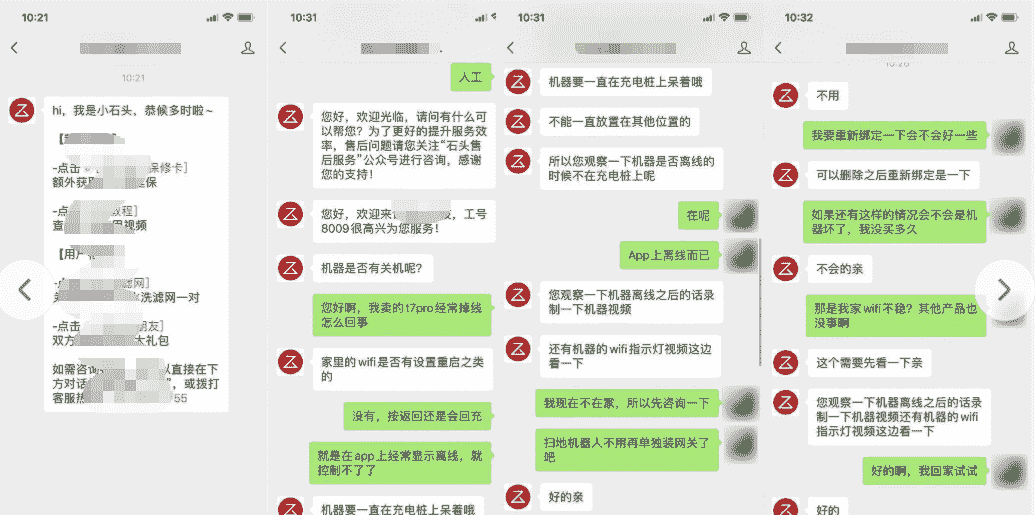 10:21
10:21
hi，我是小石头，恭候多时啦~
-点击
保修卡]
额外获
保
-点
教程]
查
视频
【用户
-点
滤网]
洗滤网一对
-点击
朋友]
双方
大礼包
如需咨
以直接在下
方对话
”，或拨打
客服热
55
10:31
人工
您好，欢迎光临，请问有什么可
以帮您？为了更好的提升服务效
率，售后问题请您关注“石头售
后服务”公众号进行咨询，感谢
您的支持！
您好，欢迎来
，工号
8009很高兴为您服务！
机器是否有关机呢？
您好啊，我卖的t7pro经常掉线
怎么回事
家里的wifi是否有设置重启之类
的
没有，按返回还是会回充
就是在app上经常显示离线，就
控制不了了
机器要一直在充电桩上呆着哦
10:31
机器要一直在充电桩上呆着哦
不能一直放置在其他位置的
所以您观察一下机器是否离线的
时候不在充电桩上呢
在呢
App上离线而已
您观察一下机器离线之后的话录
制一下机器视频
还有机器的wifi指示灯视频这边
看一下
我现在不在家，所以先咨询一下
扫地机器人不用再单独装网关了
吧
好的亲
10:32
不用
我要重新绑定一下会不会好一些
可以删除之后重新绑定是一下
如果还有这样的情况会不会是机
器坏了，我没买多久
不会的亲
那是我家wifi不稳？其他产品也
没事啊
这个需要先看一下亲
您观察一下机器离线之后的话录
制一下机器视频还有机器的wifi
指示灯视频这边看一下
好的啊，我回家试试
好的